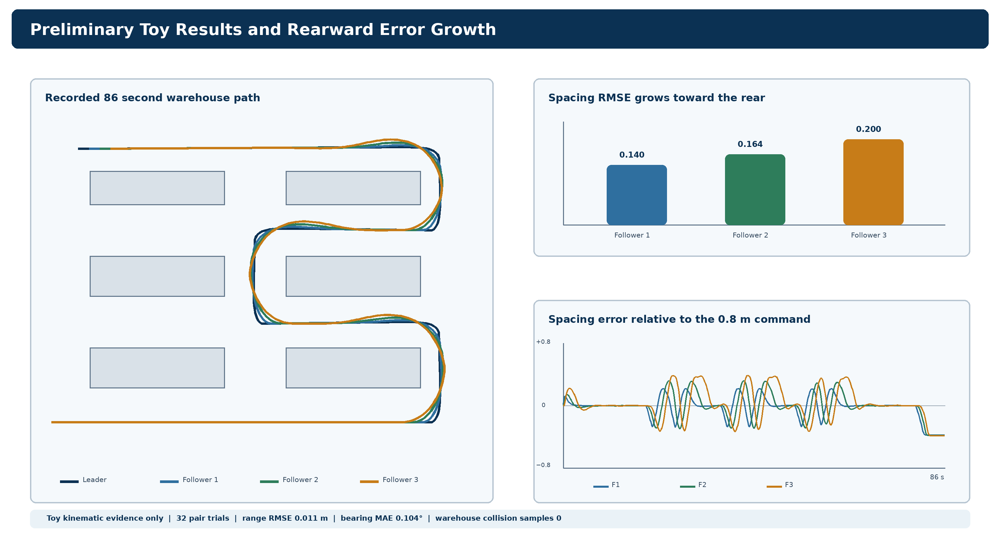 Preliminary Toy Results and Rearward Error Growth
Recorded 86 second warehouse path
Leader
Follower 1
Follower 2
Follower 3
Spacing RMSE grows toward the rear
0.140
0.164
0.200
Follower 1
Follower 2
Follower 3
Spacing error relative to the 0.8 m command
+0.8
0
−0.8
86 s
F1
F2
F3
Toy kinematic evidence only | 32 pair trials | range RMSE 0.011 m | bearing MAE 0.104° | warehouse collision samples 0